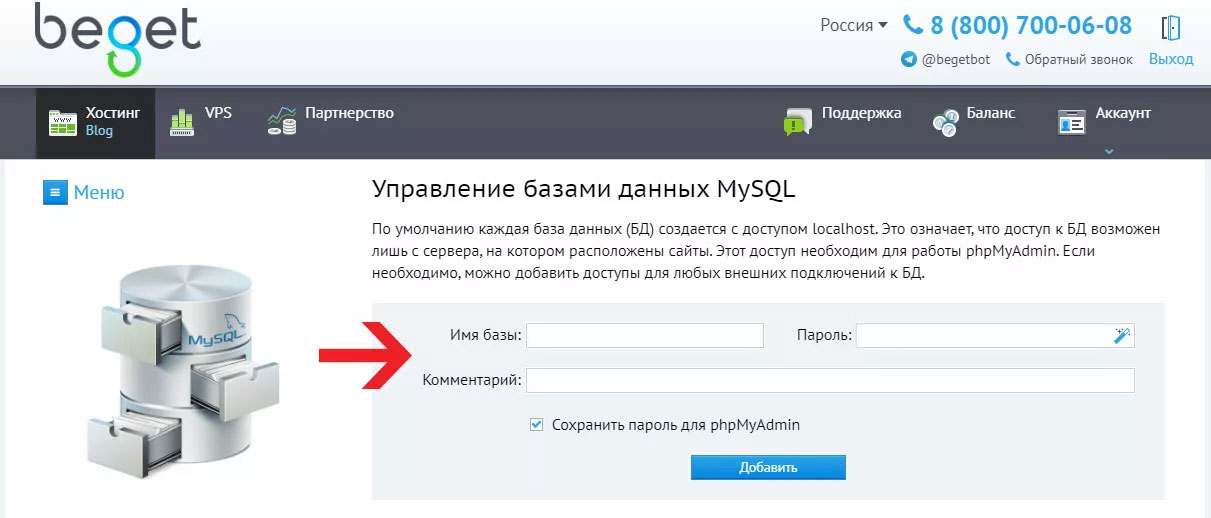 beget
Россия
8 (800) 700-06-08
@begetbot
Обратный звонок
Выход
Хостинг
Blog
VPS
Партнерство
Поддержка
Баланс
Аккаунт
Меню
Управление базами данных MySQL
По умолчанию каждая база данных (БД) создается с доступом localhost. Это означает, что доступ к БД возможен
лишь с сервера, на котором расположены сайты. Этот доступ необходим для работы phpMyAdmin. Если
необходимо, можно добавить доступы для любых внешних подключений к БД.
MySQL
Имя базы:
Пароль:
Комментарий:
Сохранить пароль для phpMyAdmin
Добавить